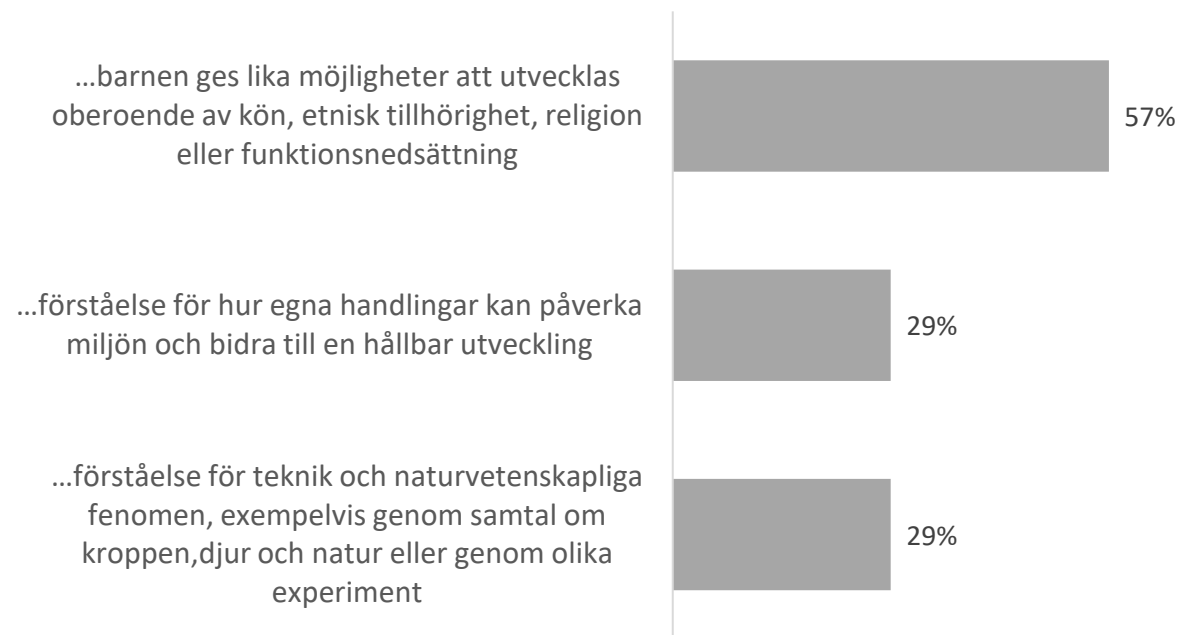 …barnen ges lika möjligheter att utvecklas
oberoende av kön, etnisk tillhörighet, religion
eller funktionsnedsättning
57%
…förståelse för hur egna handlingar kan påverka
miljön och bidra till en hållbar utveckling
29%
…förståelse för teknik och naturvetenskapliga
fenomen, exempelvis genom samtal om
kroppen,djur och natur eller genom olika
experiment
29%